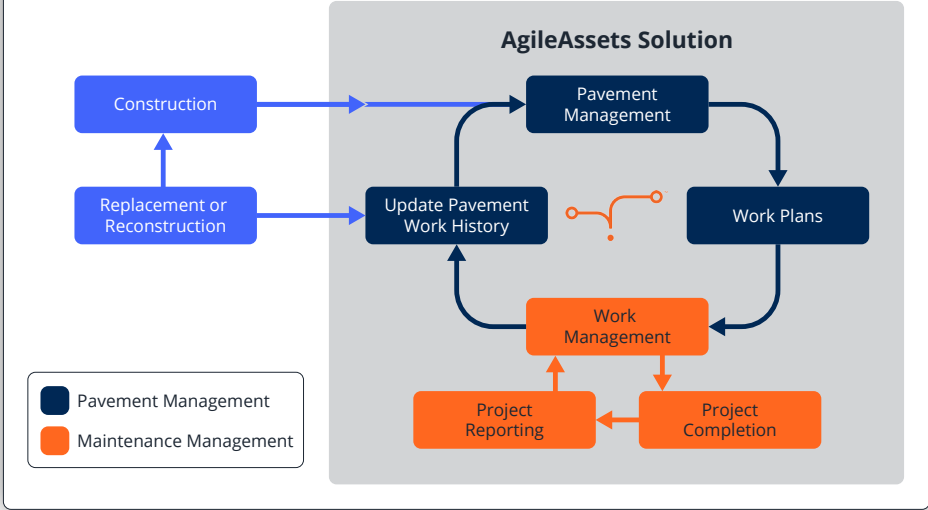 AgileAssets Solution
Construction
Pavement
Management
Replacement or
Reconstruction
Update Pavement
Work History
Work Plans
Work
Management
Project
Reporting
Project
Completion
Pavement Management
Maintenance Management